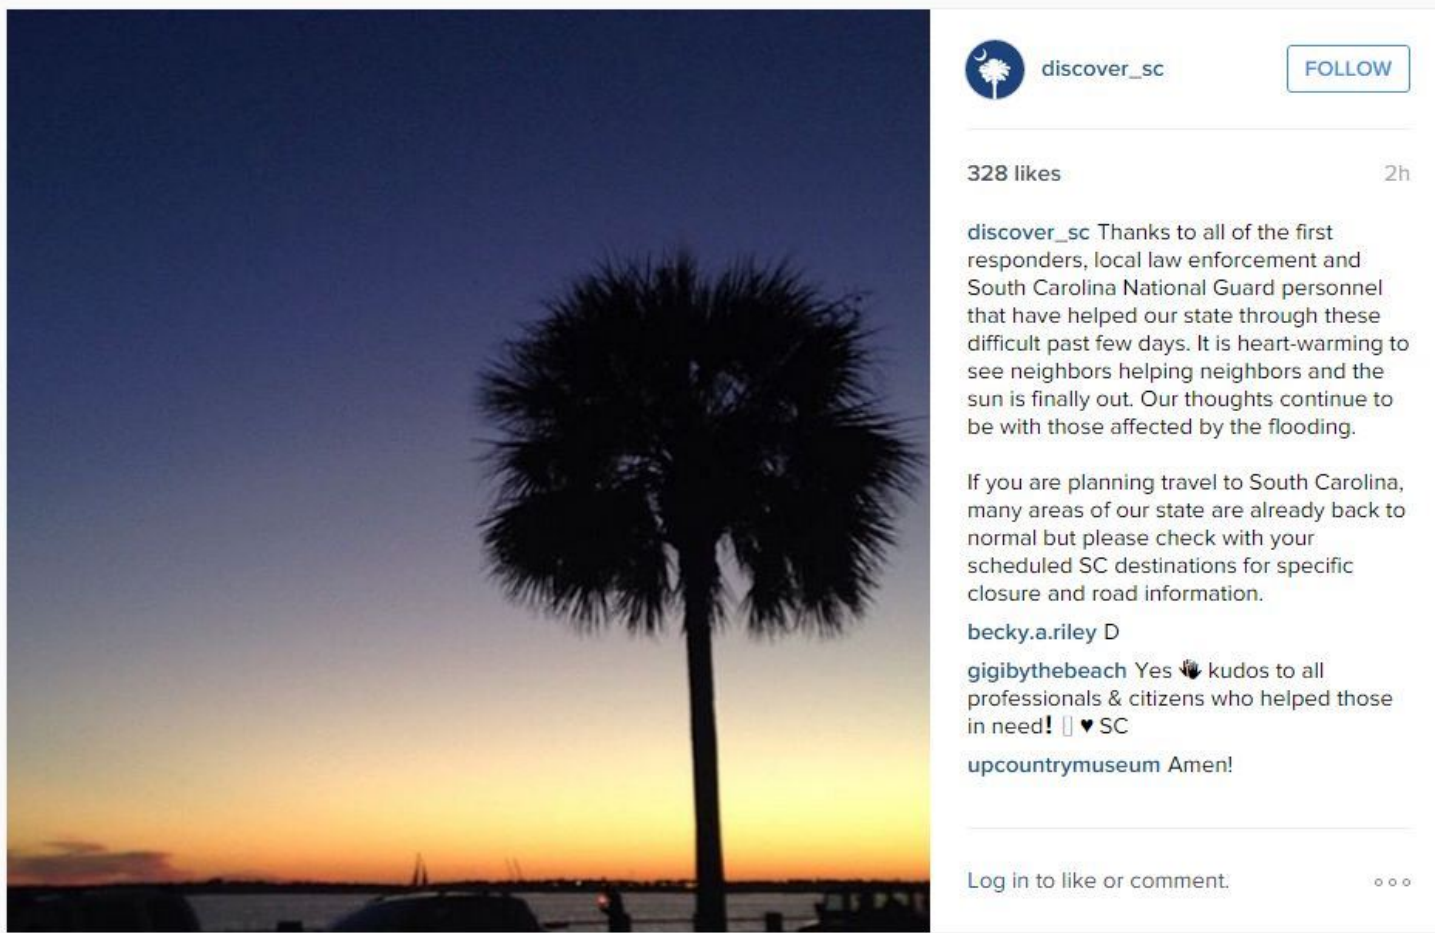 discover_sc
FOLLOW
328 likes
2h
discover_sc Thanks to all of the first
responders, local law enforcement and
South Carolina National Guard personnel
that have helped our state through these
difficult past few days. It is heart-warming to
see neighbors helping neighbors and the
sun is finally out. Our thoughts continue to
be with those affected by the flooding.
If you are planning travel to South Carolina,
many areas of our state are already back to
normal but please check with your
scheduled SC destinations for specific
closure and road information.
becky.a.riley D
gigibythebeach Yes 👋 kudos to all
professionals & citizens who helped those
in need! ♥ SC
upcountrymuseum Amen!
Log in to like or comment.